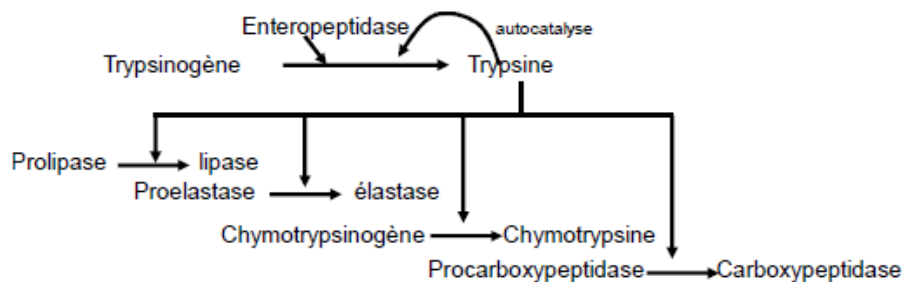 Enteropeptidase autocatalyse
Trypsinogène Trypsine
Prolipase lipase
Proelastase élastase
Chymotrypsinogène Chymotrypsine
Procarboxypeptidase Carboxypeptidase